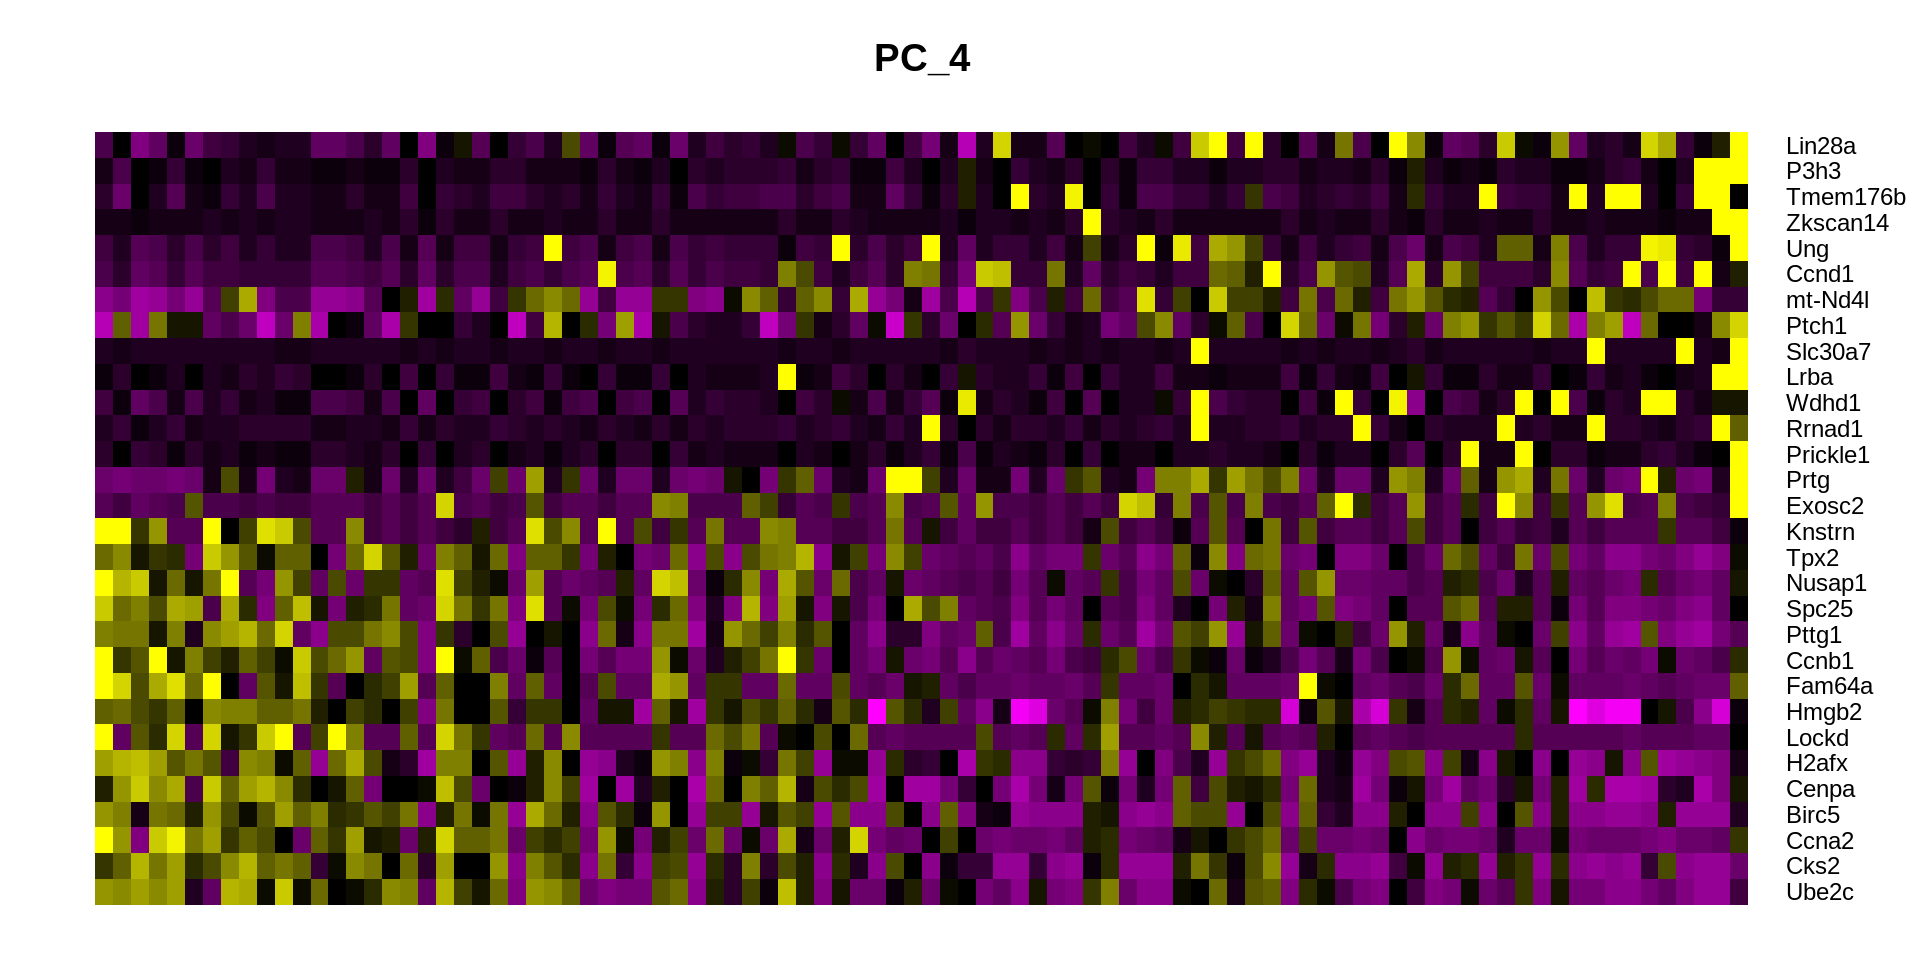 PC_4
Lin28a
P3h3
Tmem176b
Zkscan14
Ung
Ccnd1
mt-Nd4l
Ptch1
Slc30a7
Lrba
Wdhd1
Rrnad1
Prickle1
Prtg
Exosc2
Knstrn
Tpx2
Nusap1
Spc25
Pttg1
Ccnb1
Fam64a
Hmgb2
Lockd
H2afx
Cenpa
Birc5
Ccna2
Cks2
Ube2c